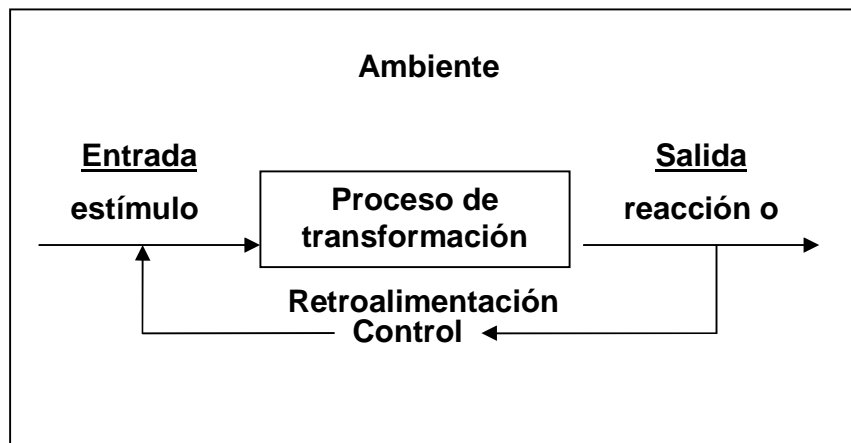 Ambiente
Entrada
estímulo
Proceso de
transformación
Salida
reacción o
Retroalimentación
Control